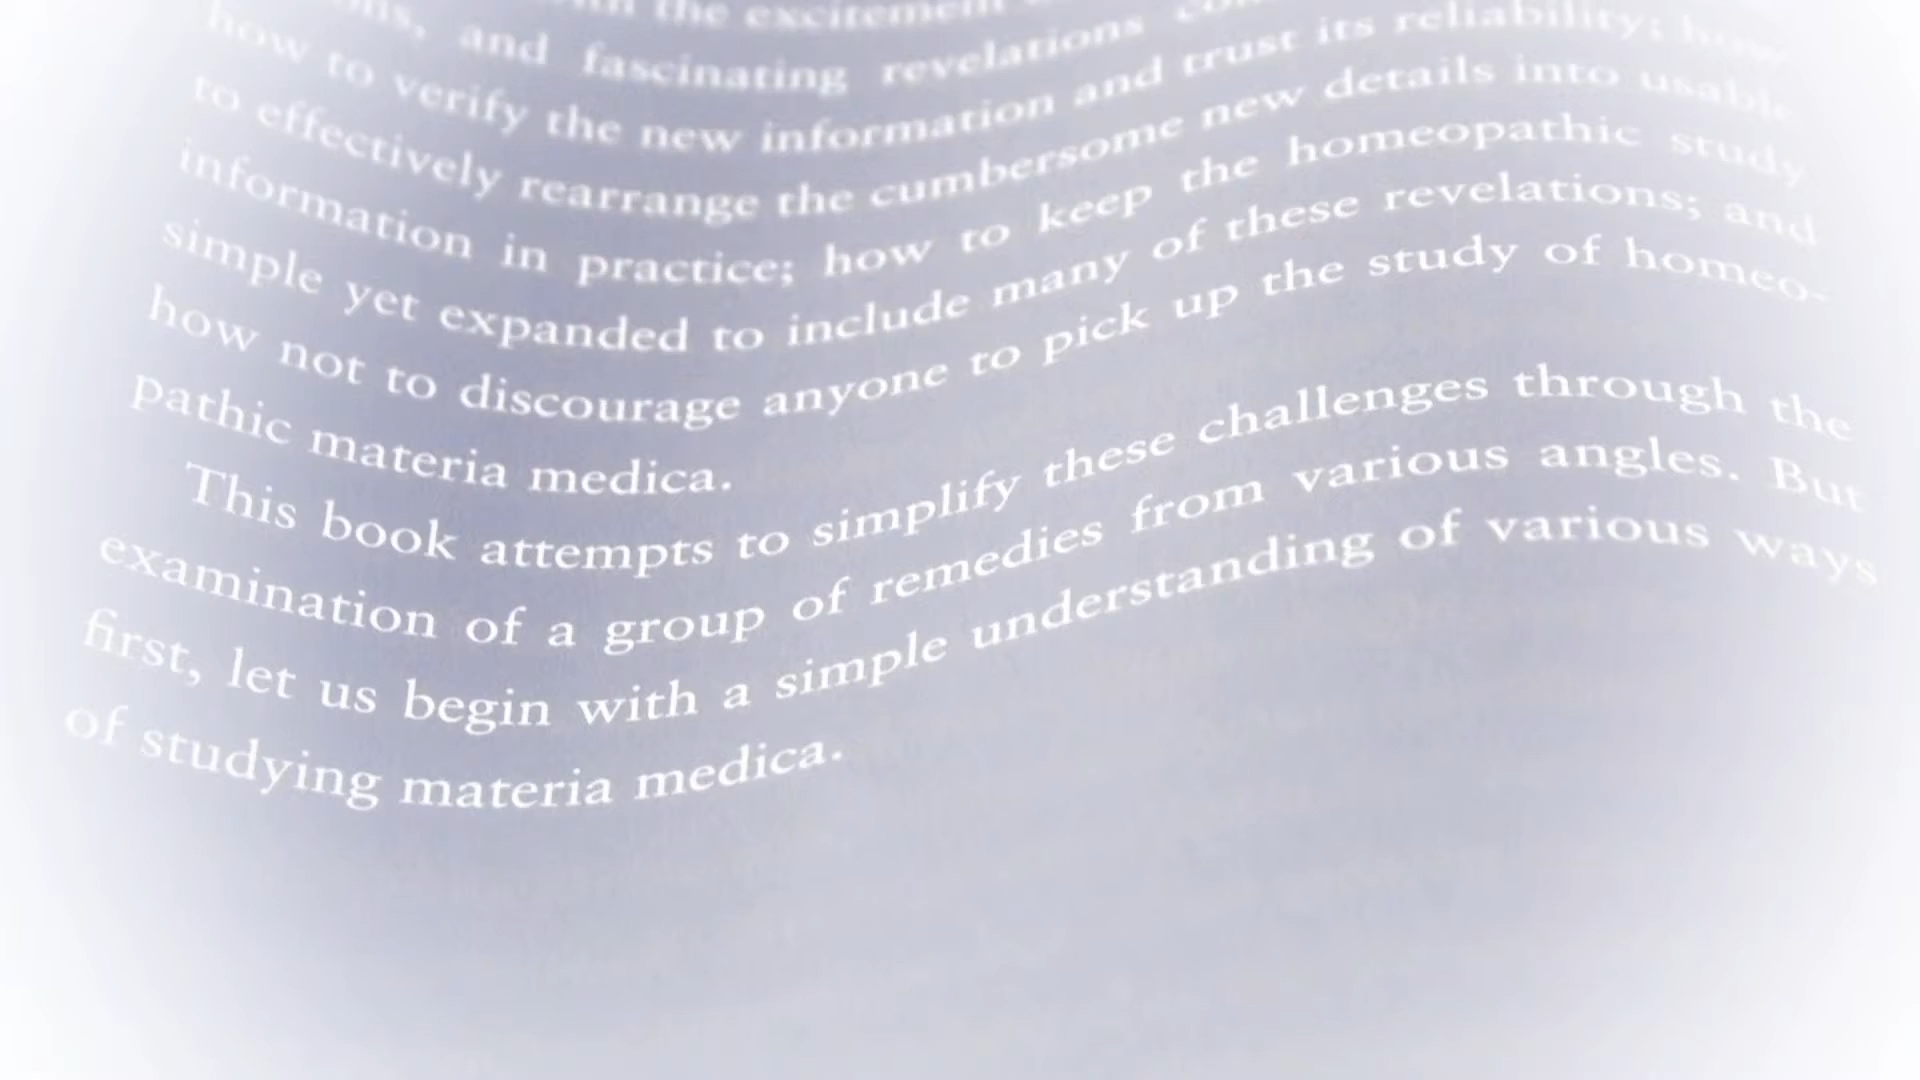 the excitement
and fascinating revelations
how to verify the new information and trust its reliability; how
to effectively rearrange the cumbersome new details into usable
information in practice; how to keep the homeopathic study
simple yet expanded to include many of these revelations; and
how not to discourage anyone to pick up the study of homeo-
pathic materia medica.
This book attempts to simplify these challenges through the
examination of a group of remedies from various angles. But
first, let us begin with a simple understanding of various ways
of studying materia medica.